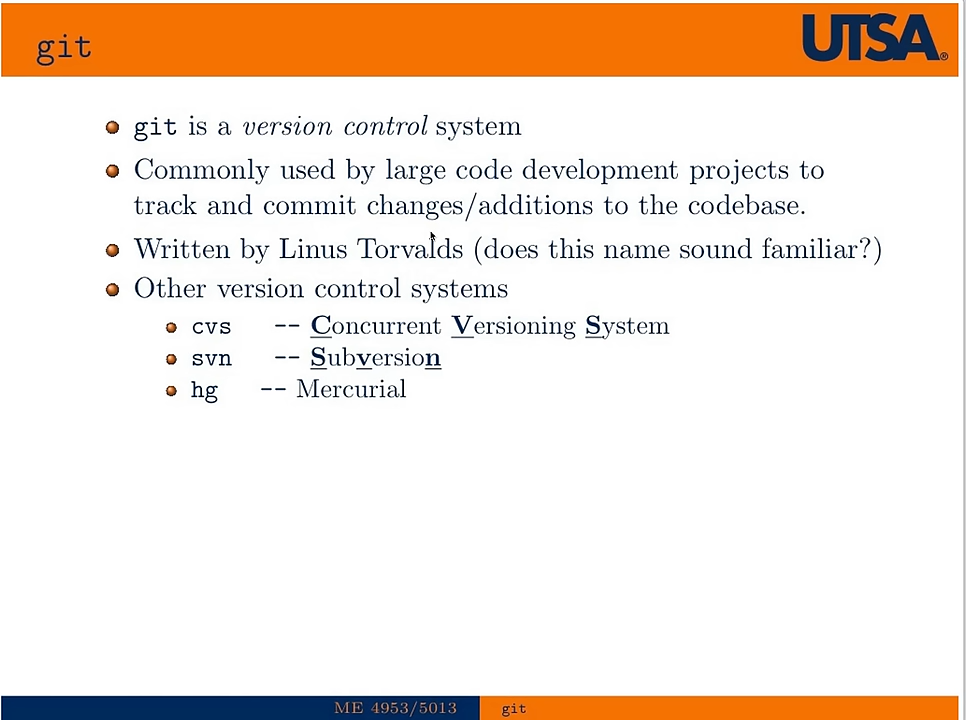 git
UTSA®
git is a version control system
Commonly used by large code development projects to
track and commit changes/additions to the codebase.
Written by Linus Torvalds (does this name sound familiar?)
Other version control systems
cvs -- Concurrent Versioning System
svn -- Subversion
hg -- Mercurial
ME 4953/5013
git